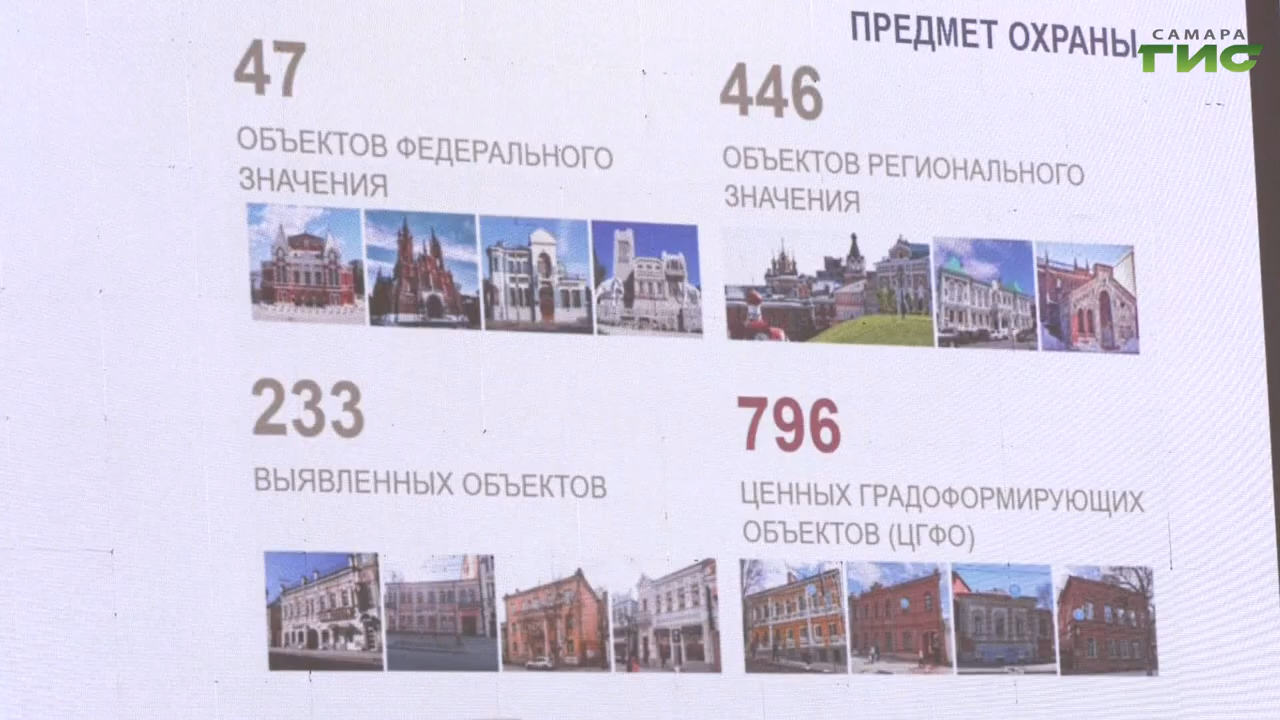 ПРЕДМЕТ ОХРАНЫ
САМАРА
ГИС
47
ОБЪЕКТОВ ФЕДЕРАЛЬНОГО
ЗНАЧЕНИЯ
446
ОБЪЕКТОВ РЕГИОНАЛЬНОГО
ЗНАЧЕНИЯ
233
ВЫЯВЛЕННЫХ ОБЪЕКТОВ
796
ЦЕННЫХ ГРАДОФОРМИРУЮЩИХ
ОБЪЕКТОВ (ЦГФО)